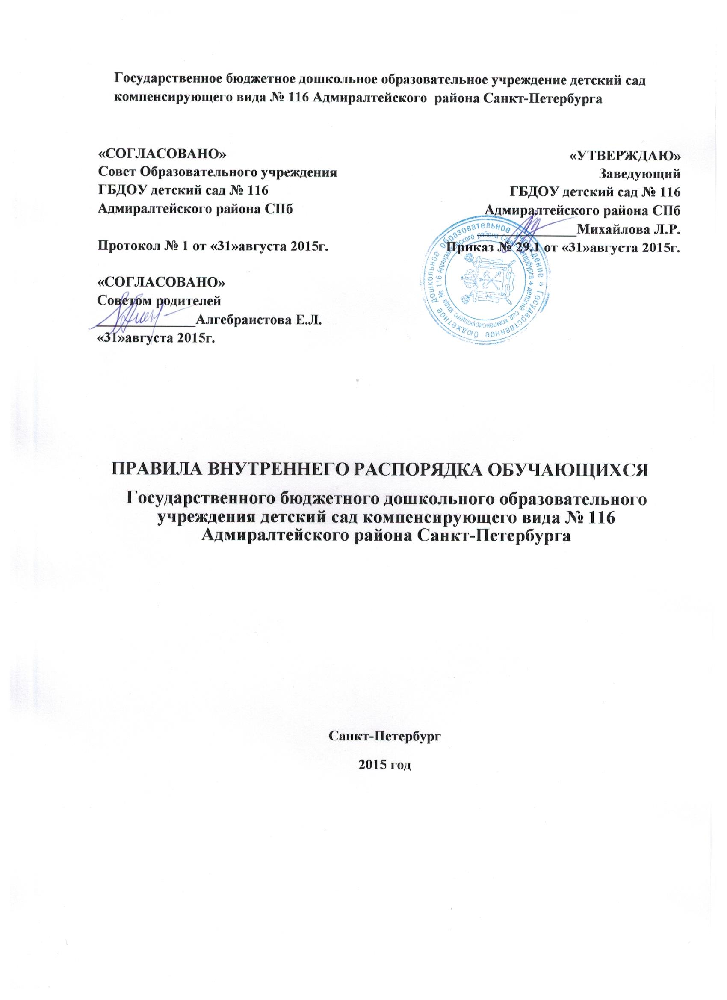 Государственное бюджетное дошкольное образовательное учреждение детский сад
компенсирующего вида № 116 Адмиралтейского района Санкт-Петербурга
«СОГЛАСОВАНО»
Совет Образовательного учреждения
ГБДОУ детский сад № 116
Адмиралтейского района СПб
Протокол № 1 от «31»августа 2015г.
«УТВЕРЖДАЮ»
Заведующий
ГБДОУ детский сад № 116
Адмиралтейского района СПб
Михайлова Л.Р.
Приказ № 29.1 от «31»августа 2015г.
Государственное бюджетное дошкольное образовательное учреждение *
детский сад компенсирующего вида № 116 Адмиралтейского района Санкт-Петербурга *
«СОГЛАСОВАНО»
Советом родителей
Алгебраистова Е.Л.
«31»августа 2015г.
ПРАВИЛА ВНУТРЕННЕГО РАСПОРЯДКА ОБУЧАЮЩИХСЯ
Государственного бюджетного дошкольного образовательного
учреждения детский сад компенсирующего вида № 116
Адмиралтейского района Санкт-Петербурга
Санкт-Петербург
2015 год